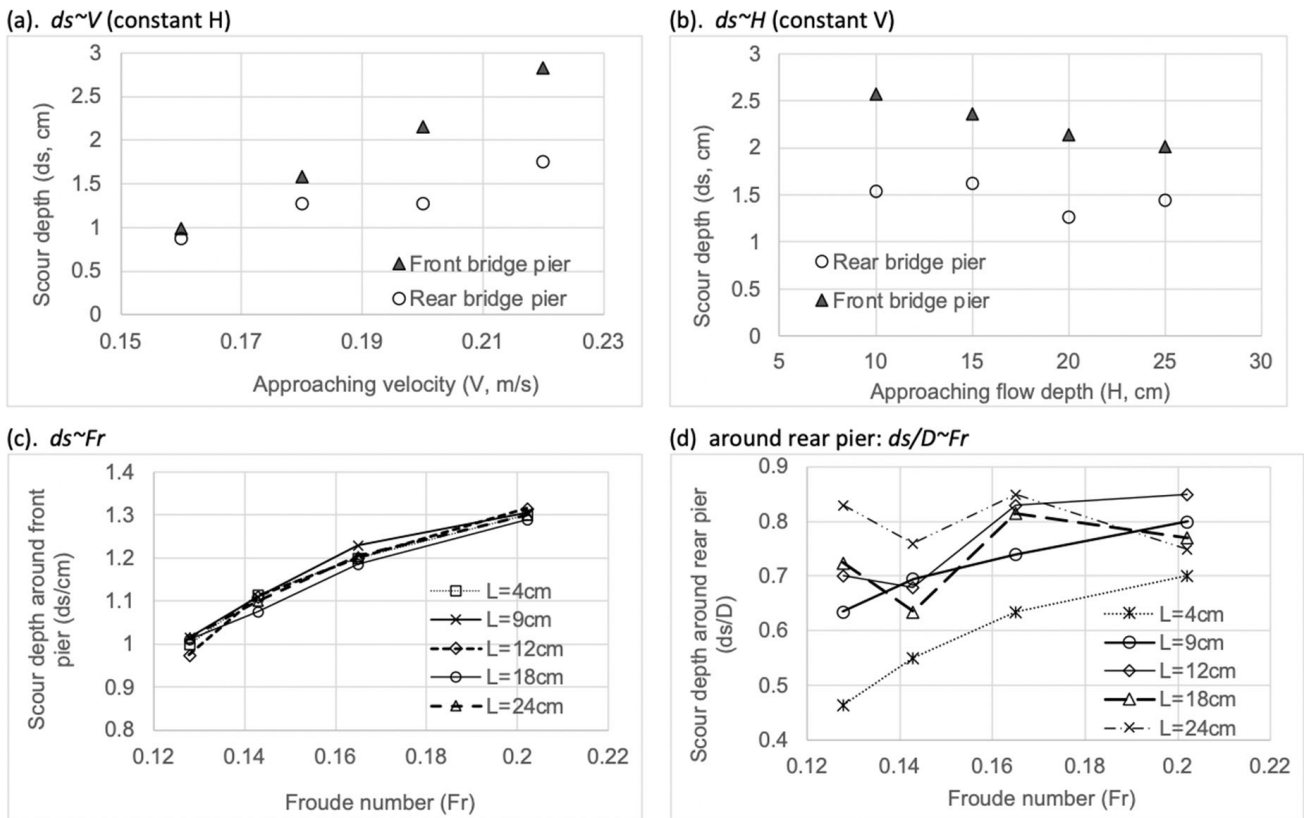 (a). ds~V (constant H)
3
2.5
2
1.5
1
0.5
0
0.15 0.17 0.19 0.21 0.23
Scour depth (ds, cm)
Approaching velocity (V, m/s)
Front bridge pier
Rear bridge pier
(b). ds~H (constant V)
3
2.5
2
1.5
1
0.5
0
5 10 15 20 25 30
Scour depth (ds, cm)
Approaching flow depth (H, cm)
Rear bridge pier
Front bridge pier
(c). ds~Fr
1.4
1.3
1.2
1.1
1
0.9
0.8
0.12 0.14 0.16 0.18 0.2 0.22
Scour depth around front
pier (ds/cm)
Froude number (Fr)
L=4cm
L=9cm
L=12cm
L=18cm
L=24cm
(d) around rear pier: ds/D~Fr
0.9
0.8
0.7
0.6
0.5
0.4
0.12 0.14 0.16 0.18 0.2 0.22
Scour depth around rear pier
(ds/D)
Froude number (Fr)
L=4cm
L=9cm
L=12cm
L=18cm
L=24cm